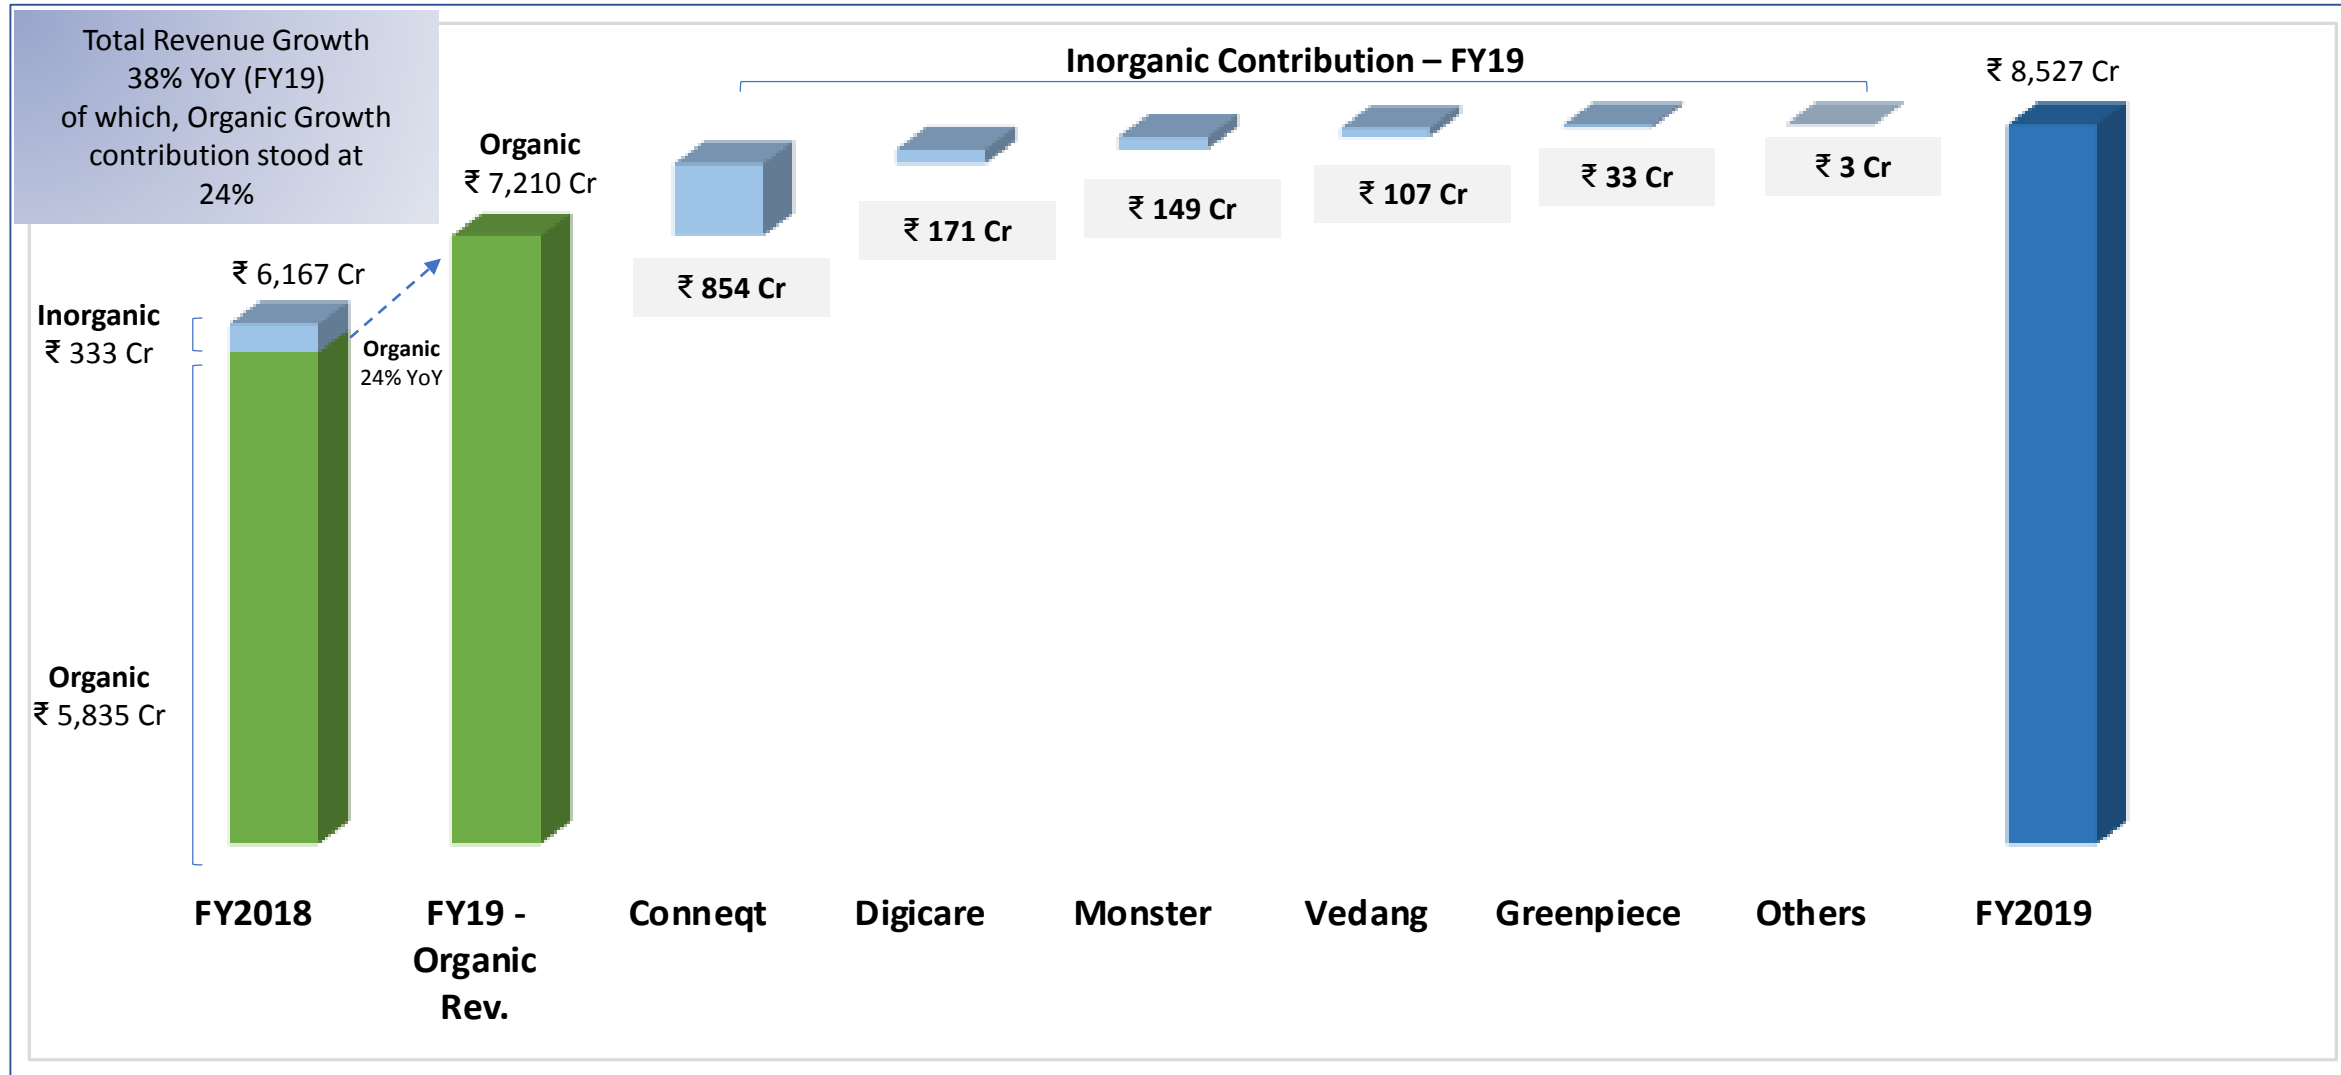 Total Revenue Growth
38% YoY (FY19)
of which, Organic Growth
contribution stood at
24%
Inorganic Contribution – FY19
₹ 8,527 Cr
Organic
₹ 7,210 Cr
₹ 6,167 Cr
Inorganic
₹ 333 Cr
Organic
24% YoY
₹ 854 Cr
₹ 171 Cr
₹ 149 Cr
₹ 107 Cr
₹ 33 Cr
₹ 3 Cr
Organic
₹ 5,835 Cr
FY2018
FY19 -
Organic
Rev.
Conneqt
Digicare
Monster
Vedang
Greenpiece
Others
FY2019